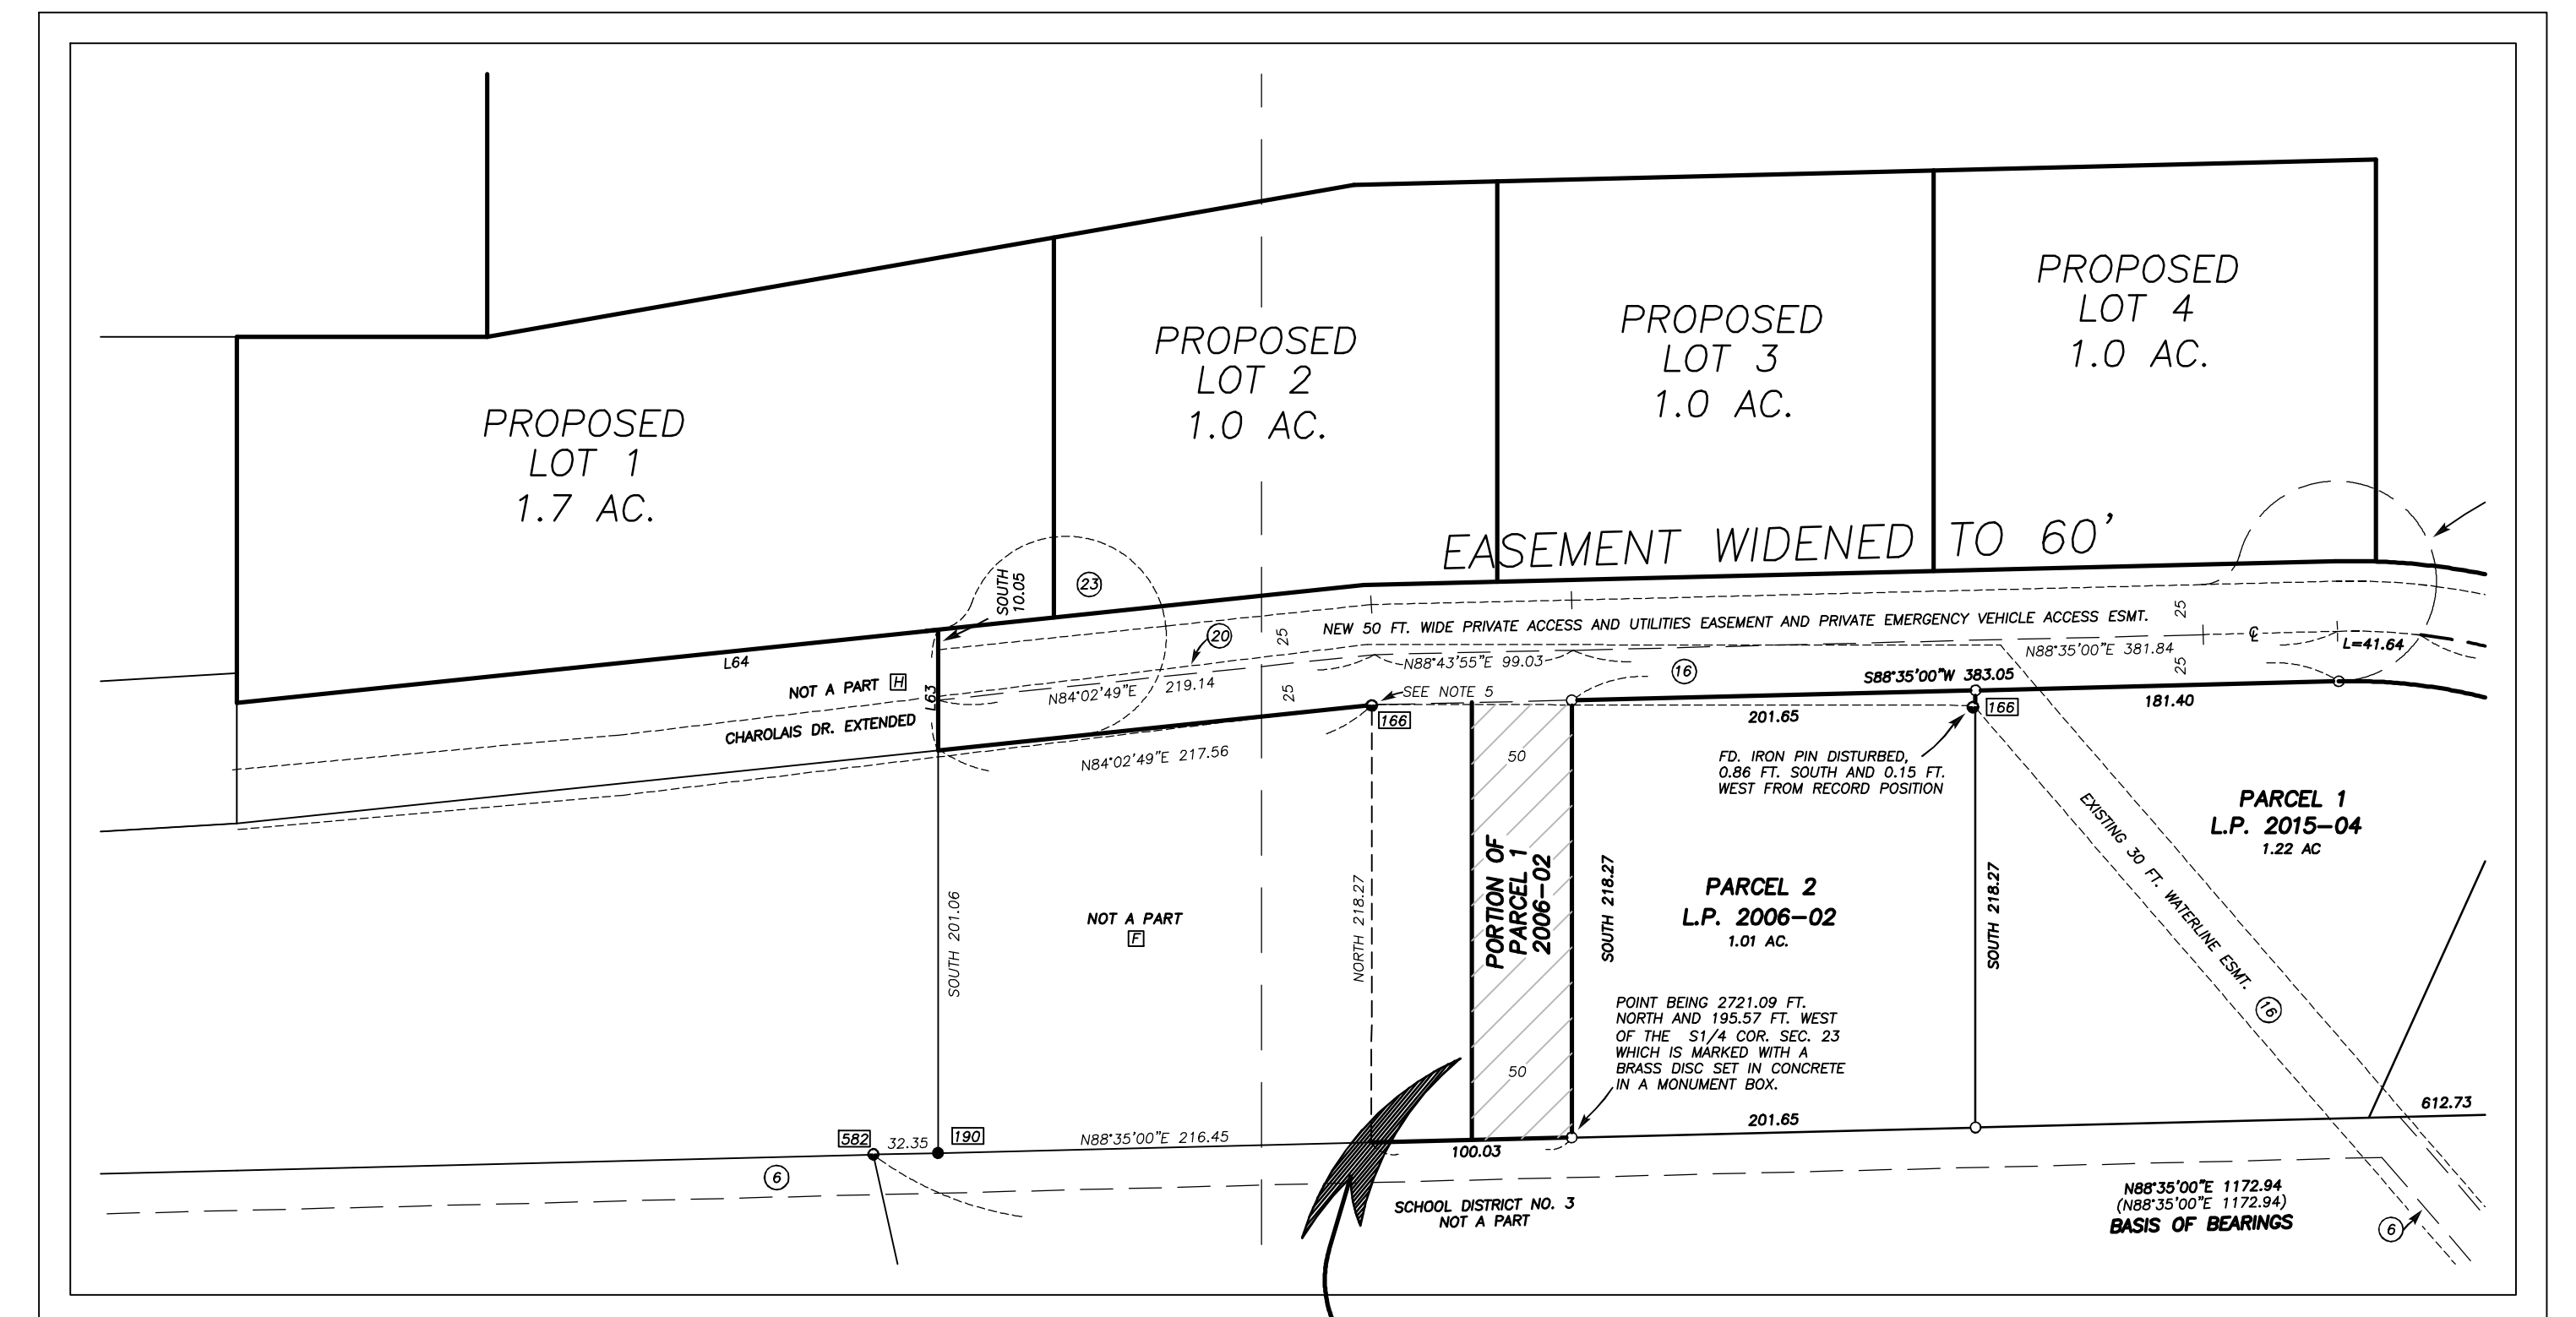 PROPOSED
LOT 1
1.7 AC.
PROPOSED
LOT 2
1.0 AC.
PROPOSED
LOT 3
1.0 AC.
PROPOSED
LOT 4
1.0 AC.
EASEMENT WIDENED TO 60'
SOUTH
10.05
23
20
25
NEW 50 FT. WIDE PRIVATE ACCESS AND UTILITIES EASEMENT AND PRIVATE EMERGENCY VEHICLE ACCESS ESMT.
25
℄
L=41.64
L64
NOT A PART H
L63
CHAROLAIS DR. EXTENDED
N84°02'49"E 219.14
25
N88°43'55"E 99.03
16
N88°35'00"E 381.84
25
SEE NOTE 5
166
S88°35'00"W 383.05
201.65
166
181.40
N84°02'49"E 217.56
FD. IRON PIN DISTURBED,
0.86 FT. SOUTH AND 0.15 FT.
WEST FROM RECORD POSITION
50
PORTION OF
PARCEL 1
2006-02
50
SOUTH 201.06
NOT A PART
F
NORTH 218.27
SOUTH 218.27
PARCEL 2
L.P. 2006-02
1.01 AC.
SOUTH 218.27
EXISTING 30 FT. WATERLINE ESMT.
16
PARCEL 1
L.P. 2015-04
1.22 AC
POINT BEING 2721.09 FT.
NORTH AND 195.57 FT. WEST
OF THE S1/4 COR. SEC. 23
WHICH IS MARKED WITH A
BRASS DISC SET IN CONCRETE
IN A MONUMENT BOX.
582
32.35
190
N88°35'00"E 216.45
100.03
201.65
612.73
6
SCHOOL DISTRICT NO. 3
NOT A PART
N88°35'00"E 1172.94
(N88°35'00"E 1172.94)
BASIS OF BEARINGS
6